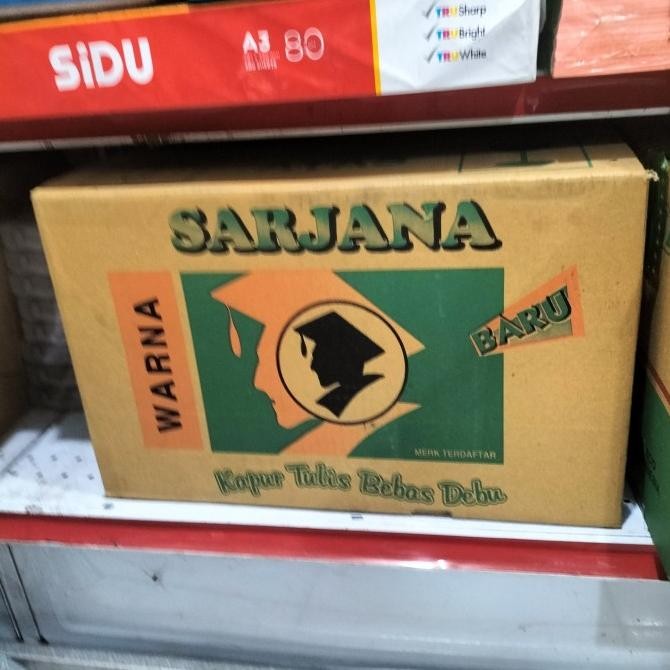 SiDU
A3
80
TRUSharp
TRUBright
TRUWhite
SARJANA
WARNA
BARU
MERK TERDAFTAR
Kapur Tulis Bebas Debu